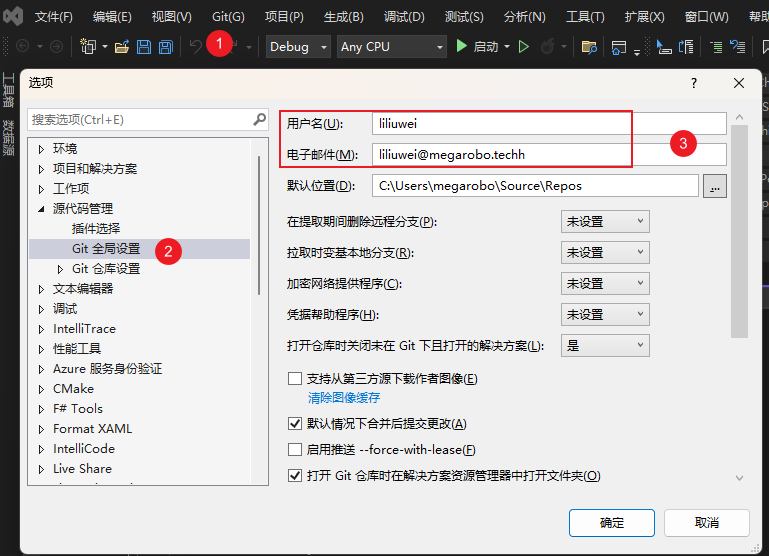 文件(F) 编辑(E) 视图(V) Git(G) 项目(P) 生成(B) 调试(D) 测试(S) 分析(N) 工具(T) 扩展(X) 窗口(W)
1 Debug Any CPU 启动
工具箱
数据源
选项 ?
搜索选项(Ctrl+E)
环境
项目和解决方案
工作项
源代码管理
插件选择
Git 全局设置 2
Git 仓库设置
文本编辑器
调试
IntelliTrace
性能工具
Azure 服务身份验证
CMake
F# Tools
Format XAML
IntelliCode
Live Share
用户名(U): liliuwei
电子邮件(M): liliuwei@megarobo.techh
3
默认位置(D): C:\Users\megarobo\Source\Repos ...
在提取期间删除远程分支(P): 未设置
拉取时变基本地分支(R): 未设置
加密网络提供程序(C): 未设置
凭据帮助程序(H): 未设置
打开仓库时关闭未在 Git 下且打开的解决方案(L): 是
支持从第三方源下载作者图像(E)
清除图像缓存
默认情况下合并后提交更改(A)
启用推送 --force-with-lease(F)
打开 Git 仓库时在解决方案资源管理器中打开文件夹(O)
确定 取消